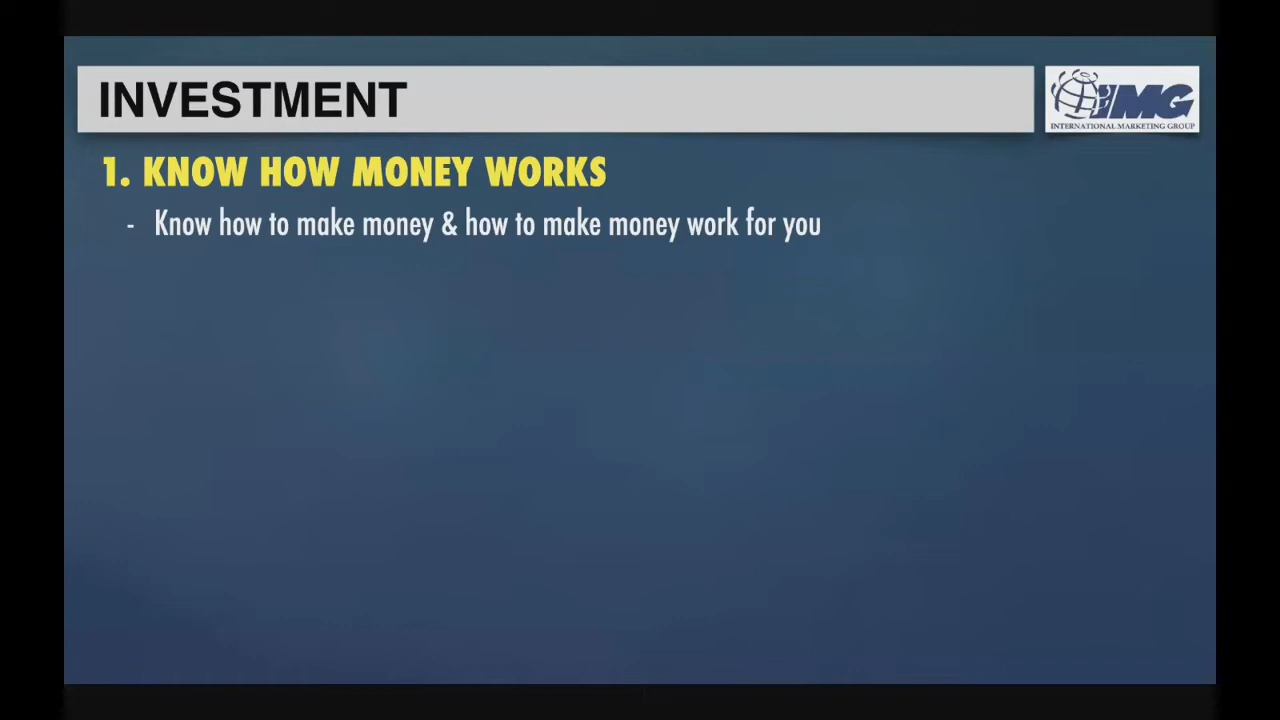 INVESTMENT
IMG
INTERNATIONAL MARKETING GROUP
1. KNOW HOW MONEY WORKS
- Know how to make money & how to make money work for you